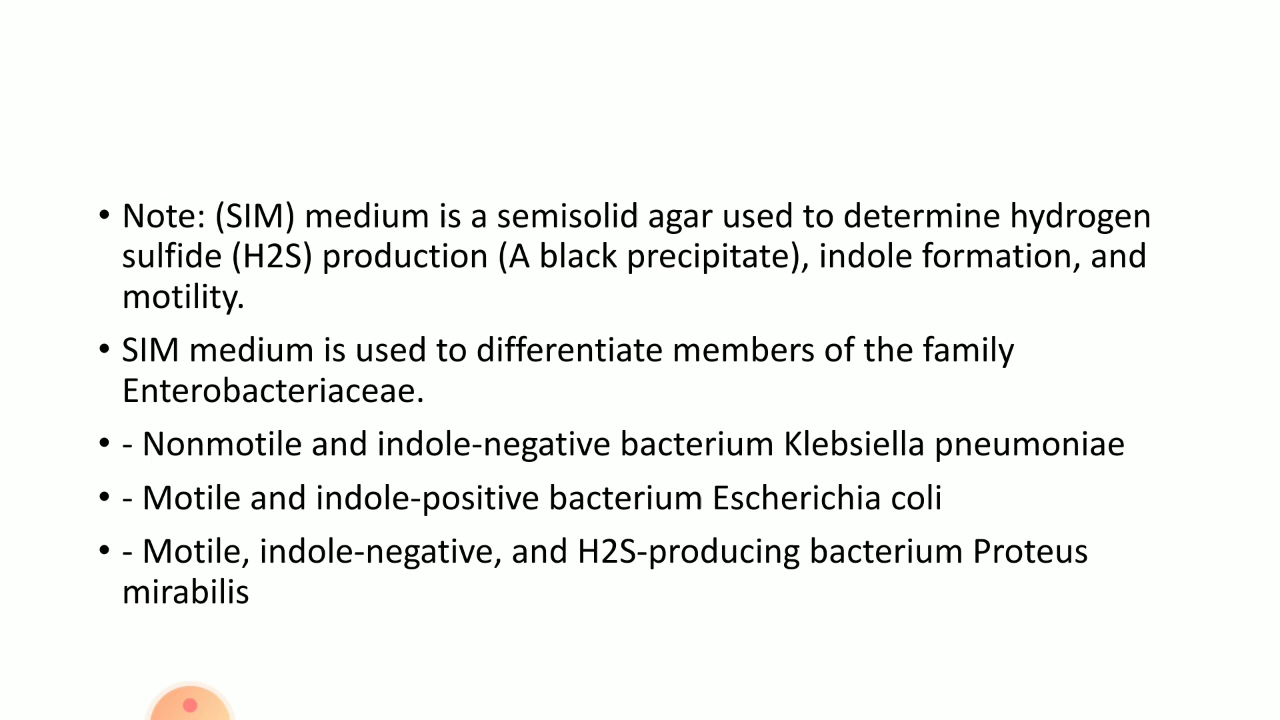 • Note: (SIM) medium is a semisolid agar used to determine hydrogen
sulfide (H2S) production (A black precipitate), indole formation, and
motility.
• SIM medium is used to differentiate members of the family
Enterobacteriaceae.
• - Nonmotile and indole-negative bacterium Klebsiella pneumoniae
• - Motile and indole-positive bacterium Escherichia coli
• - Motile, indole-negative, and H2S-producing bacterium Proteus
mirabilis